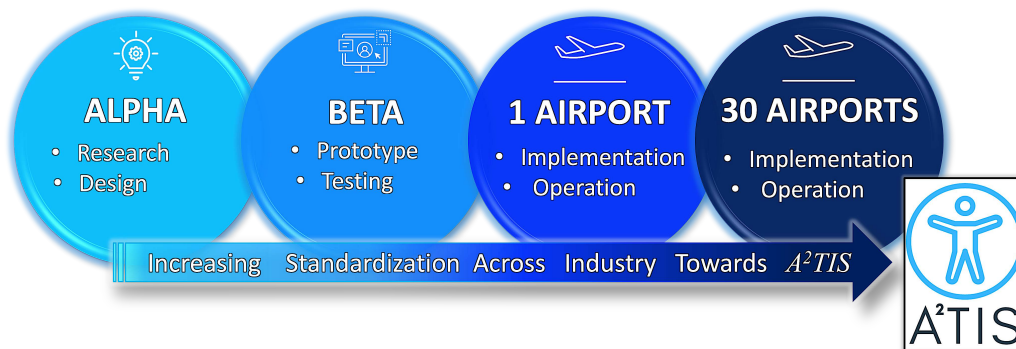 ALPHA
• Research
• Design
BETA
• Prototype
• Testing
1 AIRPORT
• Implementation
• Operation
30 AIRPORTS
• Implementation
• Operation
Increasing Standardization Across Industry Towards A²TIS
A²TIS